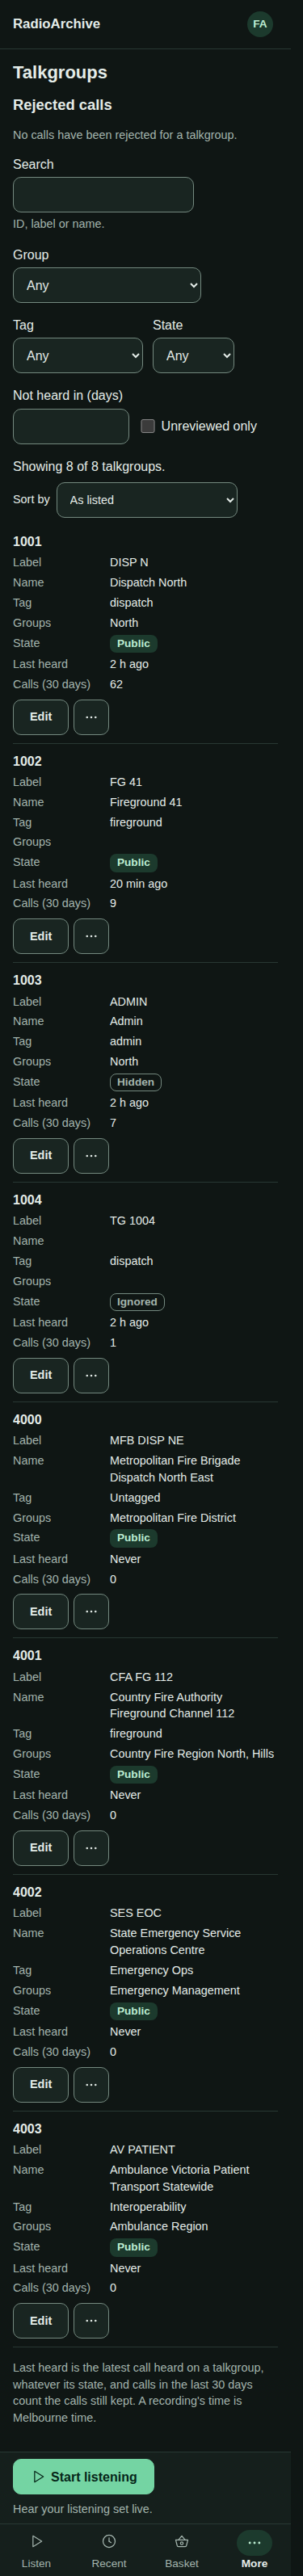 RadioArchive
FA
Talkgroups
Rejected calls
No calls have been rejected for a talkgroup.
Search
ID, label or name.
Group
Any
Tag State
Any Any
Not heard in (days)
Unreviewed only
Showing 8 of 8 talkgroups.
Sort by As listed
1001
Label DISP N
Name Dispatch North
Tag dispatch
Groups North
State Public
Last heard 2 h ago
Calls (30 days) 62
Edit ...
1002
Label FG 41
Name Fireground 41
Tag fireground
Groups
State Public
Last heard 20 min ago
Calls (30 days) 9
Edit ...
1003
Label ADMIN
Name Admin
Tag admin
Groups North
State Hidden
Last heard 2 h ago
Calls (30 days) 7
Edit ...
1004
Label TG 1004
Name
Tag dispatch
Groups
State Ignored
Last heard 2 h ago
Calls (30 days) 1
Edit ...
4000
Label MFB DISP NE
Name Metropolitan Fire Brigade
Dispatch North East
Tag Untagged
Groups Metropolitan Fire District
State Public
Last heard Never
Calls (30 days) 0
Edit ...
4001
Label CFA FG 112
Name Country Fire Authority
Fireground Channel 112
Tag fireground
Groups Country Fire Region North, Hills
State Public
Last heard Never
Calls (30 days) 0
Edit ...
4002
Label SES EOC
Name State Emergency Service
Operations Centre
Tag Emergency Ops
Groups Emergency Management
State Public
Last heard Never
Calls (30 days) 0
Edit ...
4003
Label AV PATIENT
Name Ambulance Victoria Patient
Transport Statewide
Tag Interoperability
Groups Ambulance Region
State Public
Last heard Never
Calls (30 days) 0
Edit ...
Last heard is the latest call heard on a talkgroup,
whatever its state, and calls in the last 30 days
count the calls still kept. A recording's time is
Melbourne time.
Start listening
Hear your listening set live.
Listen Recent Basket More